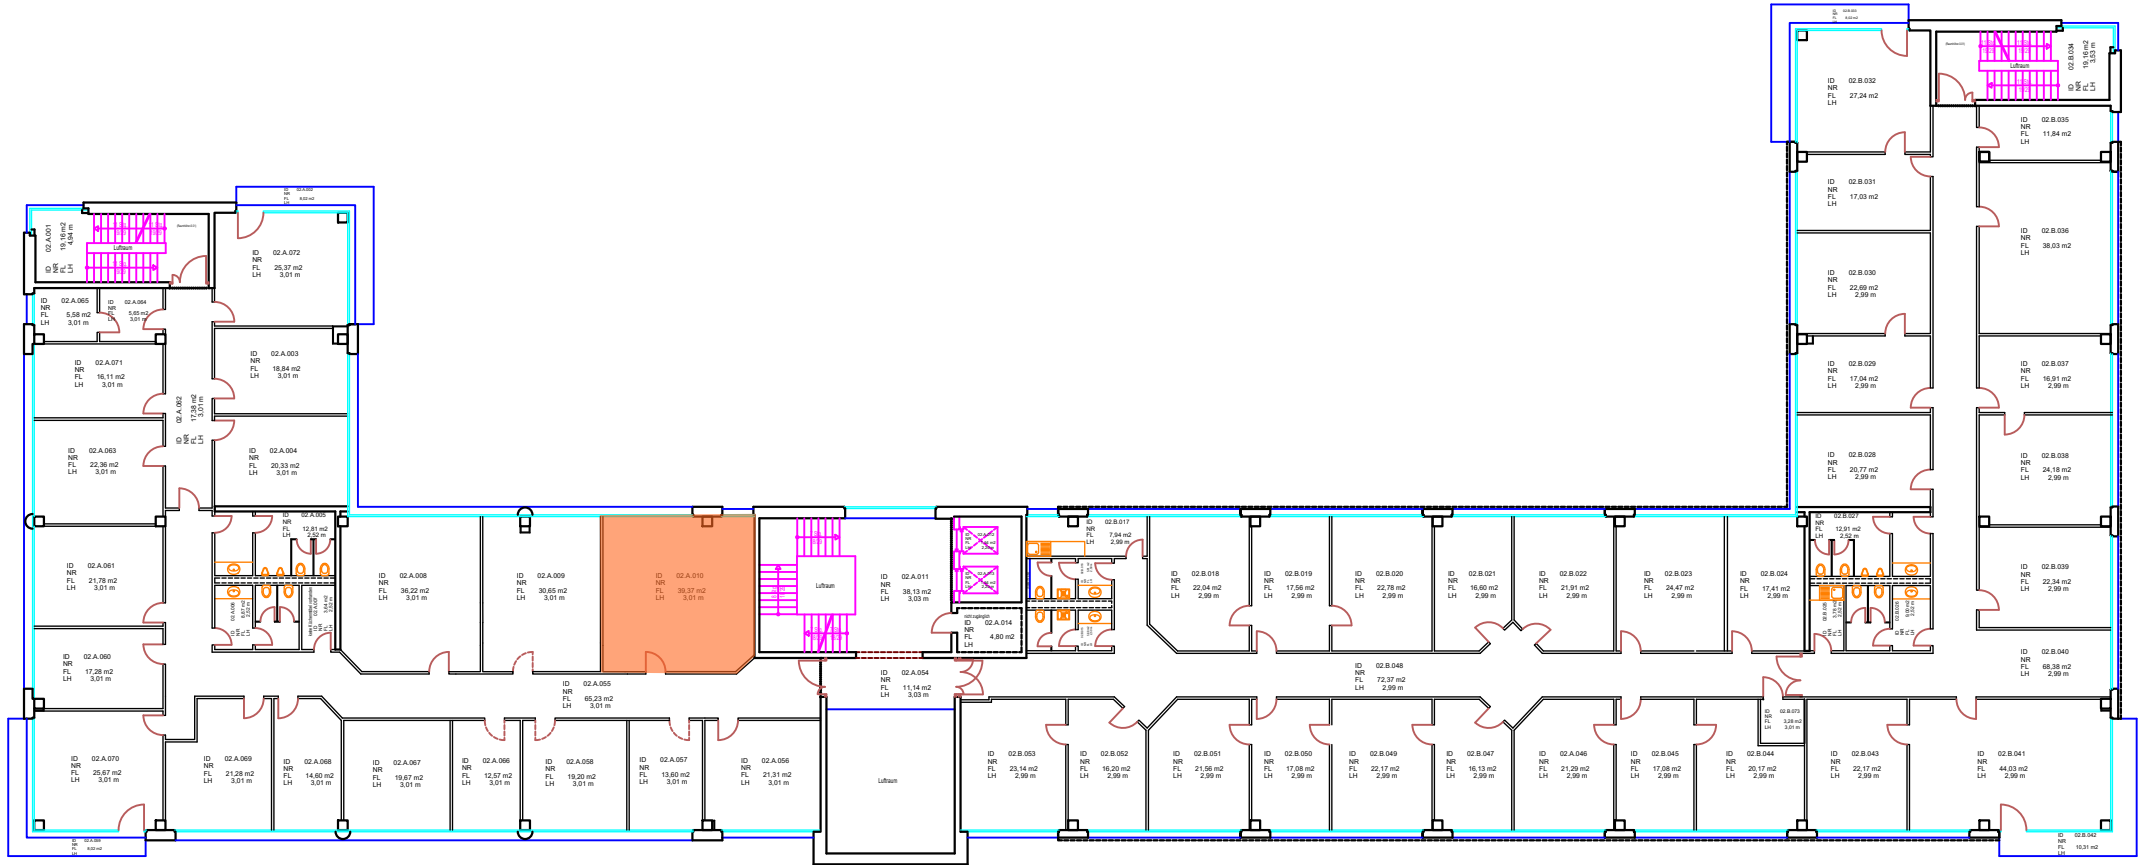 ID 02.A.001
NR
FL 19,16 m2
LH 4,94 m
Luftraum
ID 02.A.002
NR
FL 8,02 m2
LH
ID 02.A.072
NR
FL 25,37 m2
LH 3,01 m
ID 02.A.065
NR
FL 5,58 m2
LH 3,01 m
ID 02.A.064
NR
FL 5,65 m2
LH 3,01 m
ID 02.A.071
NR
FL 16,11 m2
LH 3,01 m
ID 02.A.003
NR
FL 18,84 m2
LH 3,01 m
ID 02.A.062
NR
FL 17,38 m2
LH 3,01 m
ID 02.A.063
NR
FL 22,36 m2
LH 3,01 m
ID 02.A.004
NR
FL 20,33 m2
LH 3,01 m
ID 02.A.005
NR
FL 12,81 m2
LH 2,52 m
ID 02.A.061
NR
FL 21,78 m2
LH 3,01 m
ID 02.A.060
NR
FL 17,28 m2
LH 3,01 m
ID 02.A.008
NR
FL 36,22 m2
LH 3,01 m
ID 02.A.009
NR
FL 30,65 m2
LH 3,01 m
ID 02.A.010
NR
FL 39,37 m2
LH 3,01 m
Luftraum
ID 02.A.011
NR
FL 38,13 m2
LH 3,03 m
ID 02.A.014
NR
FL 4,80 m2
LH
ID 02.A.054
NR
FL 11,14 m2
LH 3,03 m
ID 02.A.055
NR
FL 65,23 m2
LH 3,01 m
ID 02.A.070
NR
FL 25,67 m2
LH 3,01 m
ID 02.A.069
NR
FL 21,28 m2
LH 3,01 m
ID 02.A.068
NR
FL 14,60 m2
LH 3,01 m
ID 02.A.067
NR
FL 19,67 m2
LH 3,01 m
ID 02.A.066
NR
FL 12,57 m2
LH 3,01 m
ID 02.A.058
NR
FL 19,20 m2
LH 3,01 m
ID 02.A.057
NR
FL 13,60 m2
LH 3,01 m
ID 02.A.056
NR
FL 21,31 m2
LH 3,01 m
Luftraum
ID 02.B.017
NR
FL 7,94 m2
LH 2,99 m
ID 02.B.018
NR
FL 22,04 m2
LH 2,99 m
ID 02.B.019
NR
FL 17,56 m2
LH 2,99 m
ID 02.B.020
NR
FL 22,78 m2
LH 2,99 m
ID 02.B.021
NR
FL 16,60 m2
LH 2,99 m
ID 02.B.022
NR
FL 21,91 m2
LH 2,99 m
ID 02.B.023
NR
FL 24,47 m2
LH 2,99 m
ID 02.B.024
NR
FL 17,41 m2
LH 2,99 m
ID 02.B.048
NR
FL 72,37 m2
LH 2,99 m
ID 02.B.053
NR
FL 23,14 m2
LH 2,99 m
ID 02.B.052
NR
FL 16,20 m2
LH 2,99 m
ID 02.B.051
NR
FL 21,56 m2
LH 2,99 m
ID 02.B.050
NR
FL 17,08 m2
LH 2,99 m
ID 02.B.049
NR
FL 22,17 m2
LH 2,99 m
ID 02.B.047
NR
FL 16,13 m2
LH 2,99 m
ID 02.A.046
NR
FL 21,29 m2
LH 2,99 m
ID 02.B.045
NR
FL 17,08 m2
LH 2,99 m
ID 02.B.044
NR
FL 20,17 m2
LH 2,99 m
ID 02.B.073
NR
FL 3,28 m2
LH 3,01 m
ID 02.B.043
NR
FL 22,17 m2
LH 2,99 m
ID 02.B.041
NR
FL 44,03 m2
LH 2,99 m
ID 02.B.042
NR
FL 10,31 m2
LH
ID 02.B.032
NR
FL 27,24 m2
LH
Luftraum
ID 02.B.034
NR
FL 19,16 m2
LH 3,53 m
ID 02.B.035
NR
FL 11,84 m2
LH
ID 02.B.031
NR
FL 17,03 m2
LH
ID 02.B.036
NR
FL 38,03 m2
LH
ID 02.B.030
NR
FL 22,69 m2
LH 2,99 m
ID 02.B.029
NR
FL 17,04 m2
LH 2,99 m
ID 02.B.037
NR
FL 16,91 m2
LH 2,99 m
ID 02.B.028
NR
FL 20,77 m2
LH 2,99 m
ID 02.B.038
NR
FL 24,18 m2
LH 2,99 m
ID 02.B.027
NR
FL 12,91 m2
LH 2,52 m
ID 02.B.039
NR
FL 22,34 m2
LH 2,99 m
ID 02.B.040
NR
FL 68,38 m2
LH 2,99 m